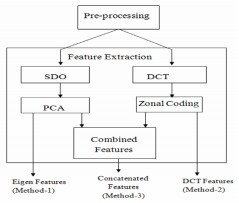 Pre-processing
Feature Extraction
SDO
DCT
PCA
Zonal Coding
Combined
Features
Eigen Features
(Method-1)
Concatenated
Features
(Method-3)
DCT Features
(Method-2)